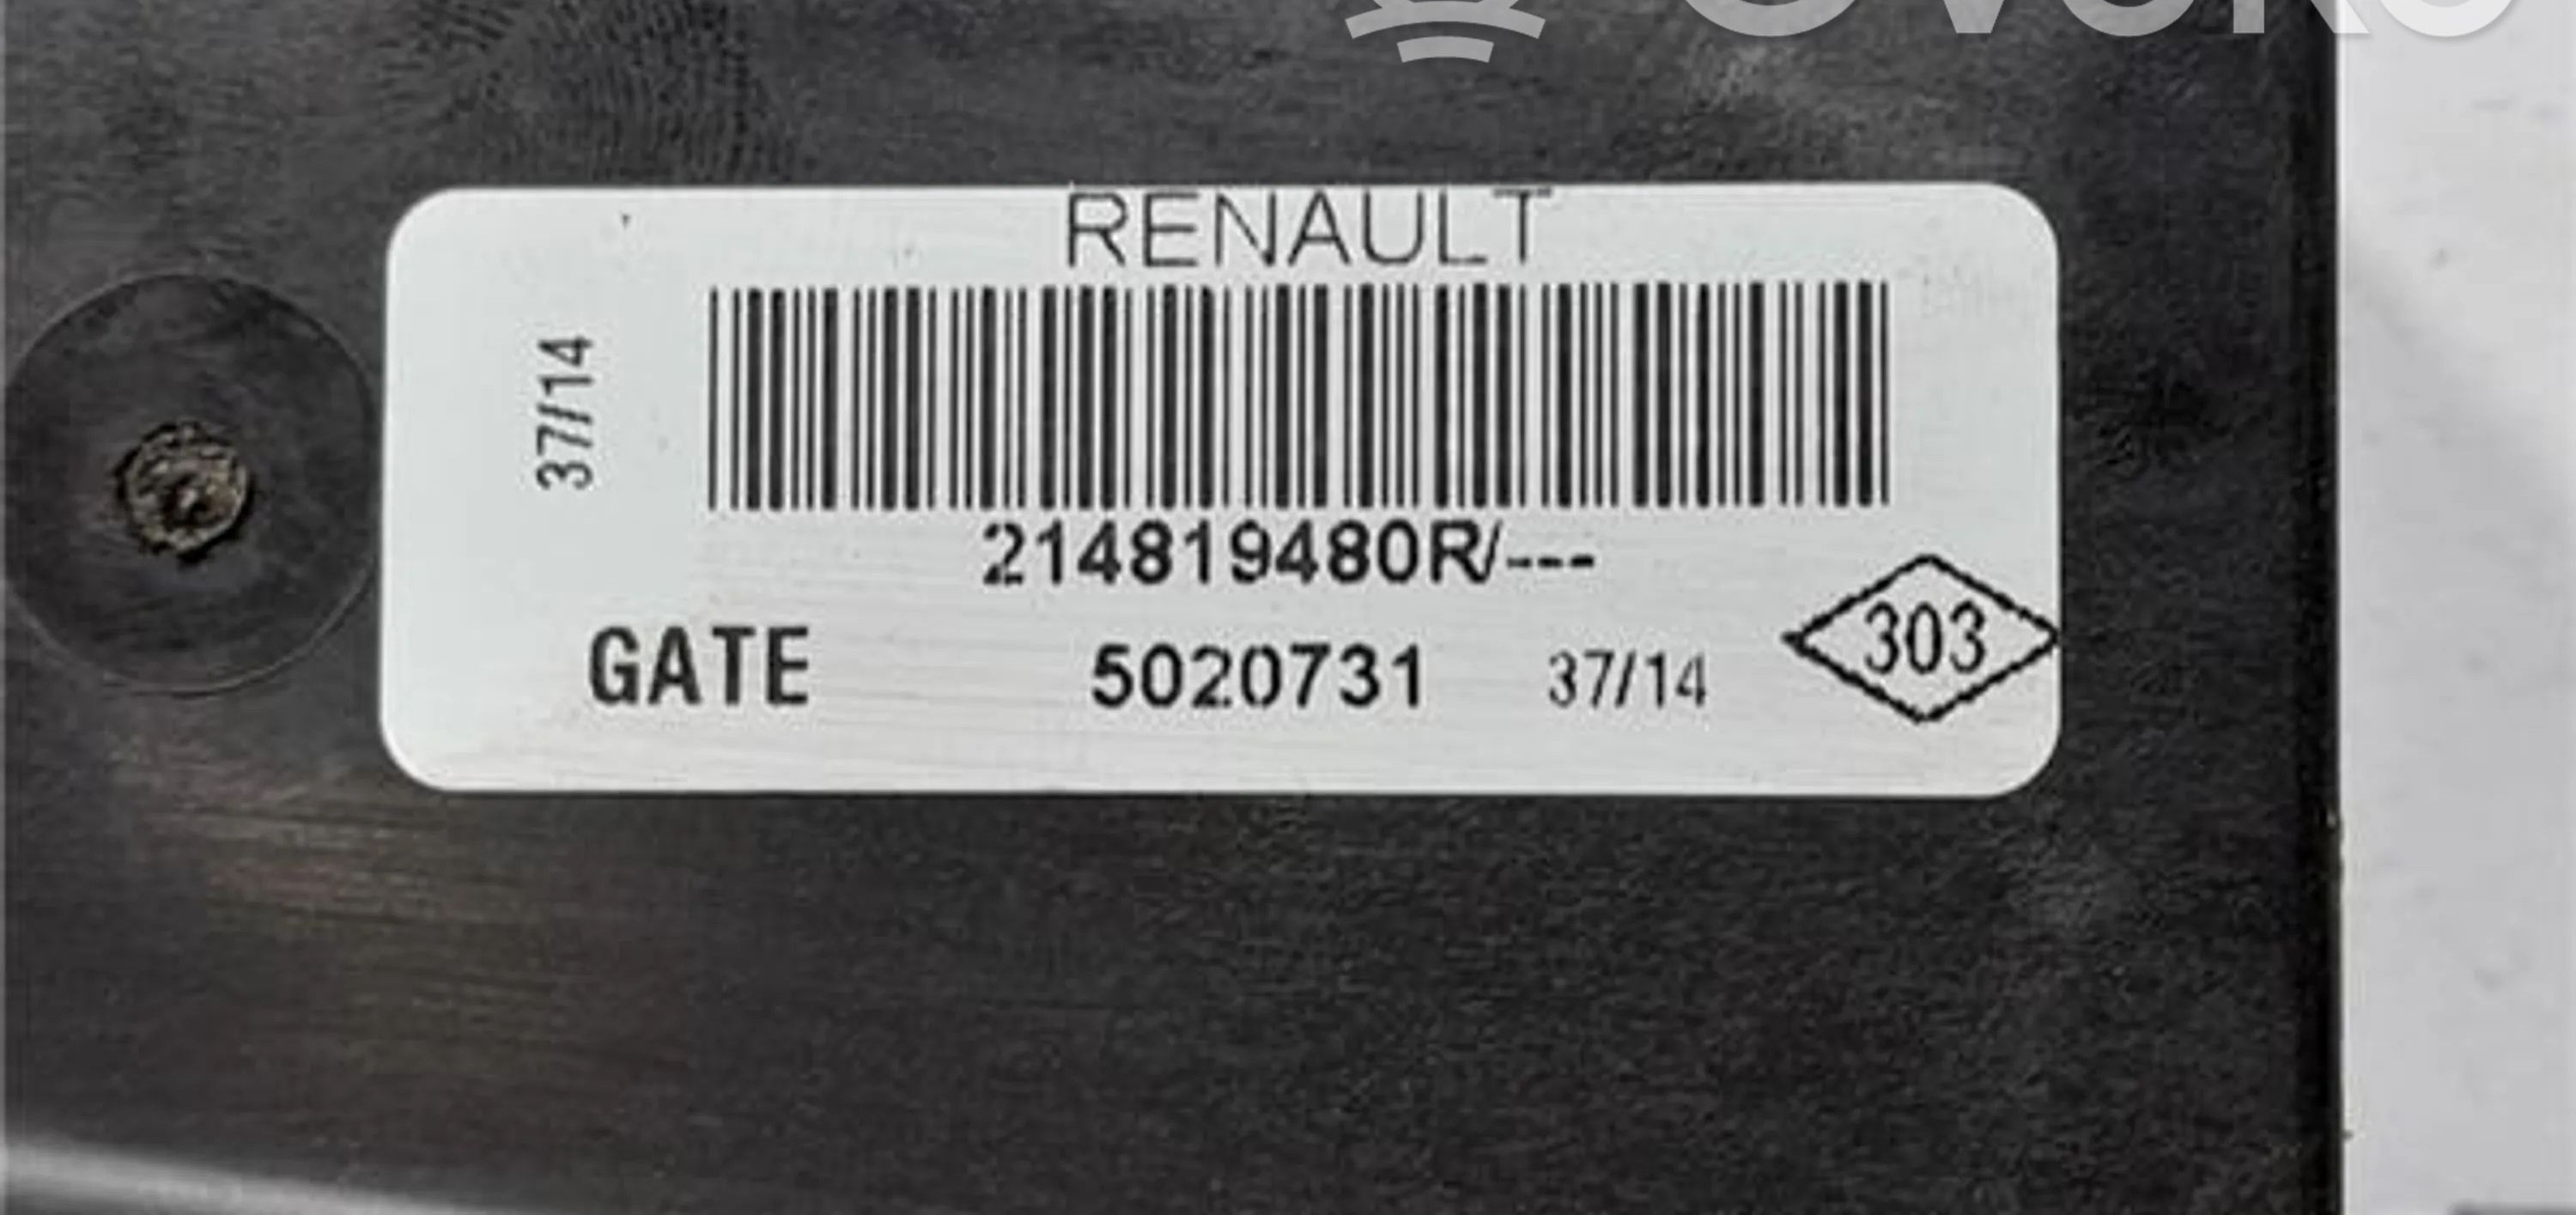 RENAULT
37/14
214819480R/---
GATE 5020731 37/14 303